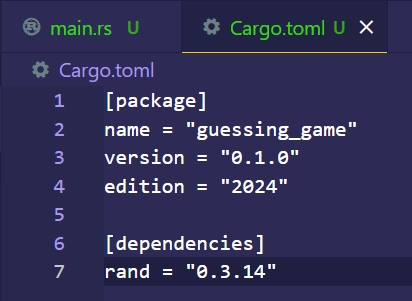 main.rs U Cargo.toml U
Cargo.toml
1 [package]
2 name = "guessing_game"
3 version = "0.1.0"
4 edition = "2024"
5
6 [dependencies]
7 rand = "0.3.14"